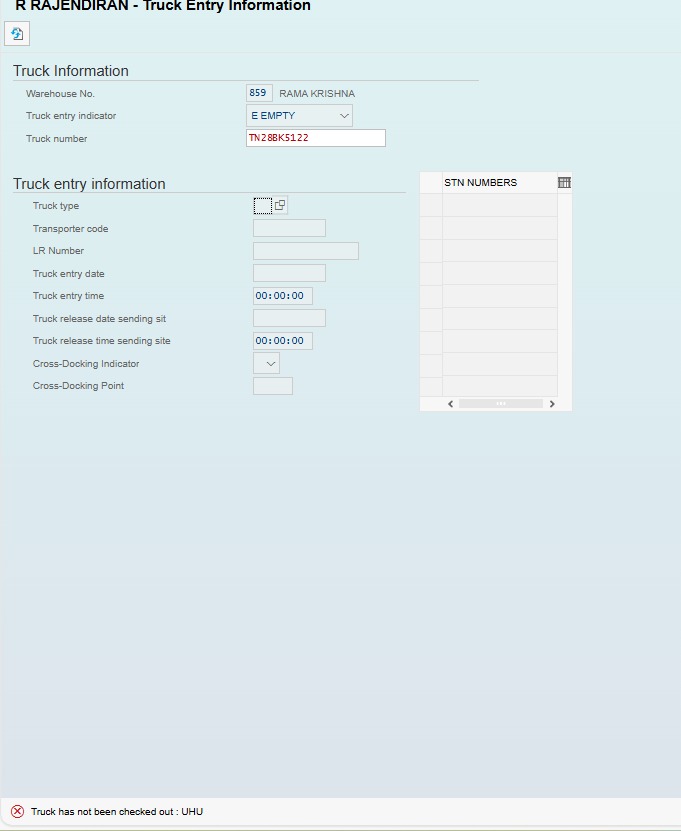 R RAJENDIRAN - Truck Entry Information
Truck Information
Warehouse No. 859 RAMA KRISHNA
Truck entry indicator E EMPTY
Truck number TN28BK5122
Truck entry information
STN NUMBERS
Truck type
Transporter code
LR Number
Truck entry date
Truck entry time 00:00:00
Truck release date sending sit
Truck release time sending site 00:00:00
Cross-Docking Indicator
Cross-Docking Point
Truck has not been checked out : UHU